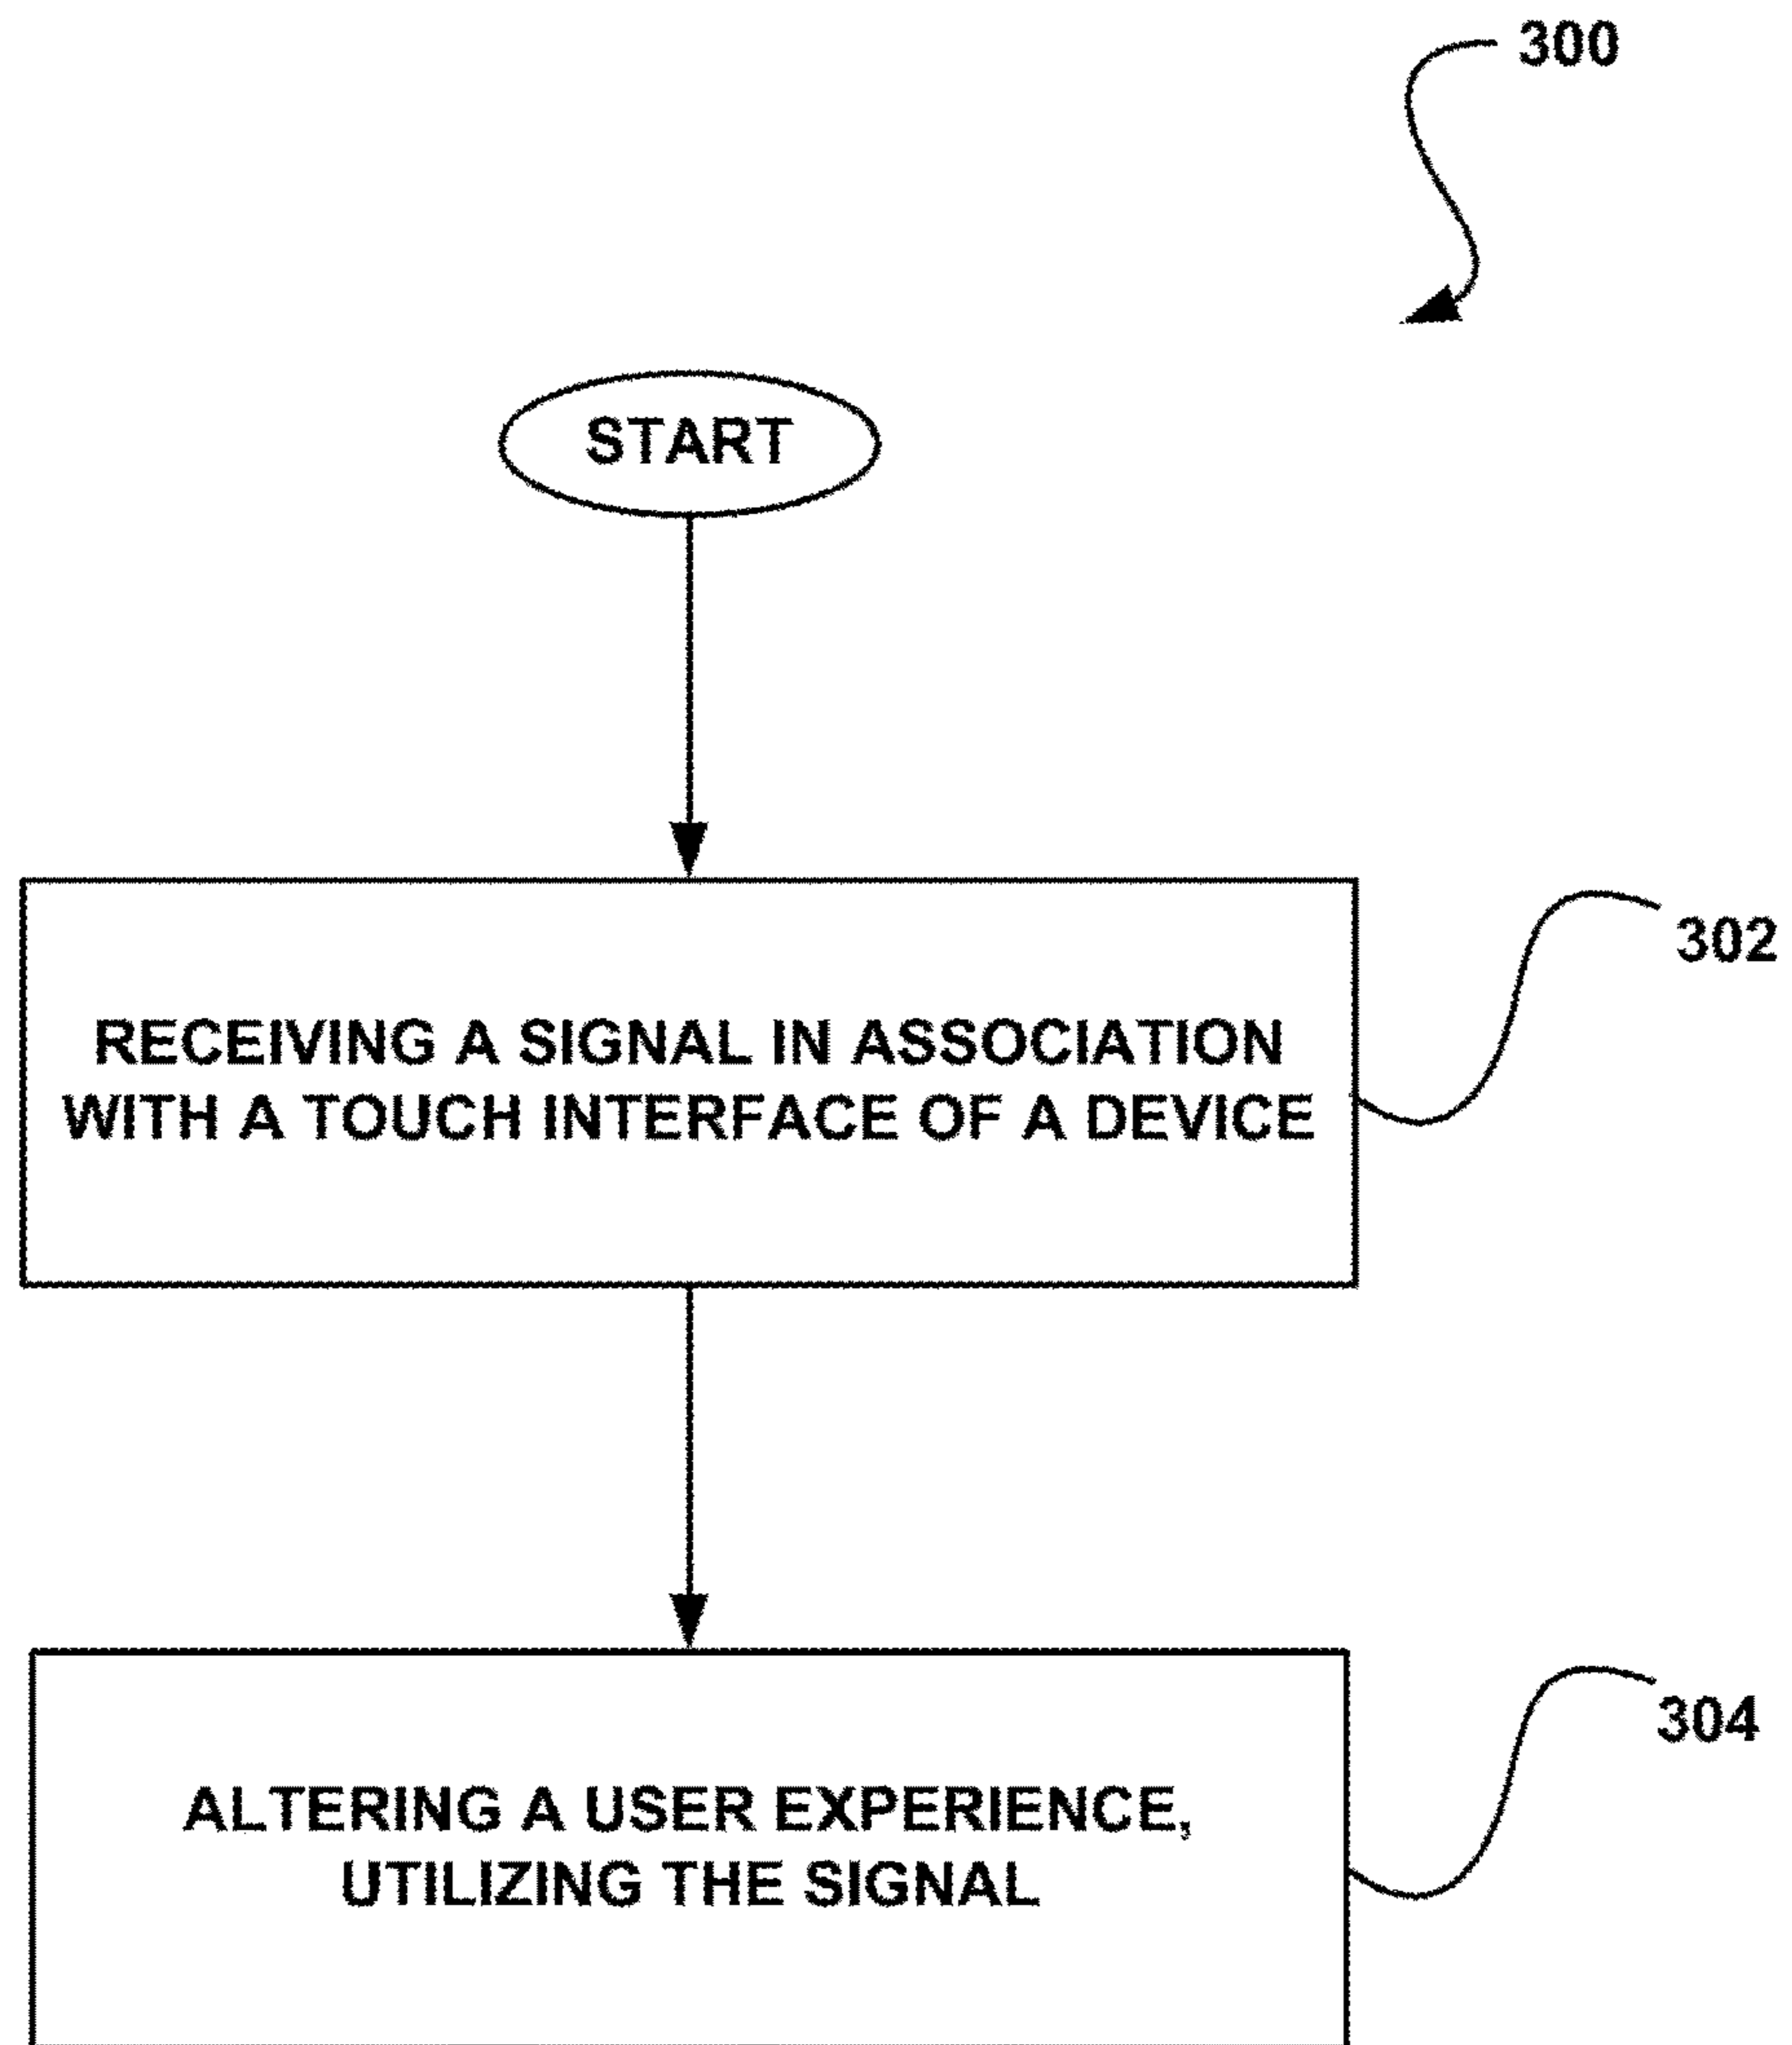 300
START
302
RECEIVING A SIGNAL IN ASSOCIATION
WITH A TOUCH INTERFACE OF A DEVICE
304
ALTERING A USER EXPERIENCE,
UTILIZING THE SIGNAL